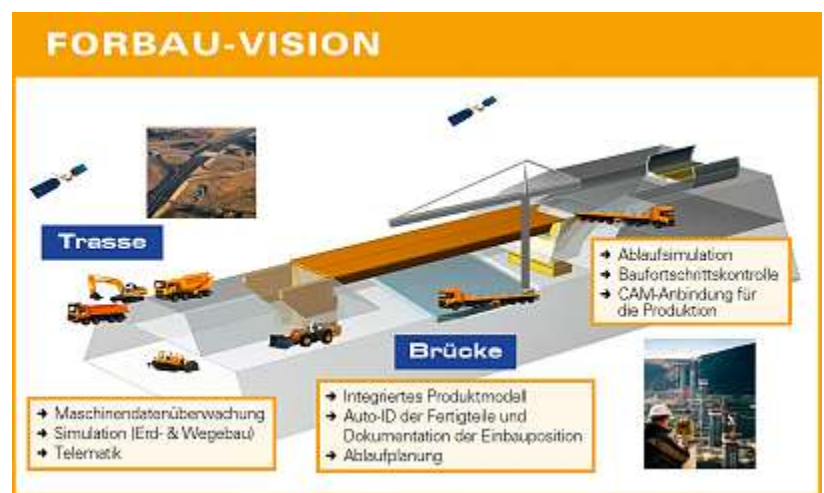 FORBAU-VISION
Trasse
➔ Ablaufsimulation
➔ Baufortschrittskontrolle
➔ CAM-Anbindung für
die Produktion
Brücke
➔ Maschinendatenüberwachung
➔ Simulation (Erd- & Wegebau)
➔ Telematik
➔ Integriertes Produktmodell
➔ Auto-ID der Fertigteile und
Dokumentation der Einbauposition
➔ Ablaufplanung